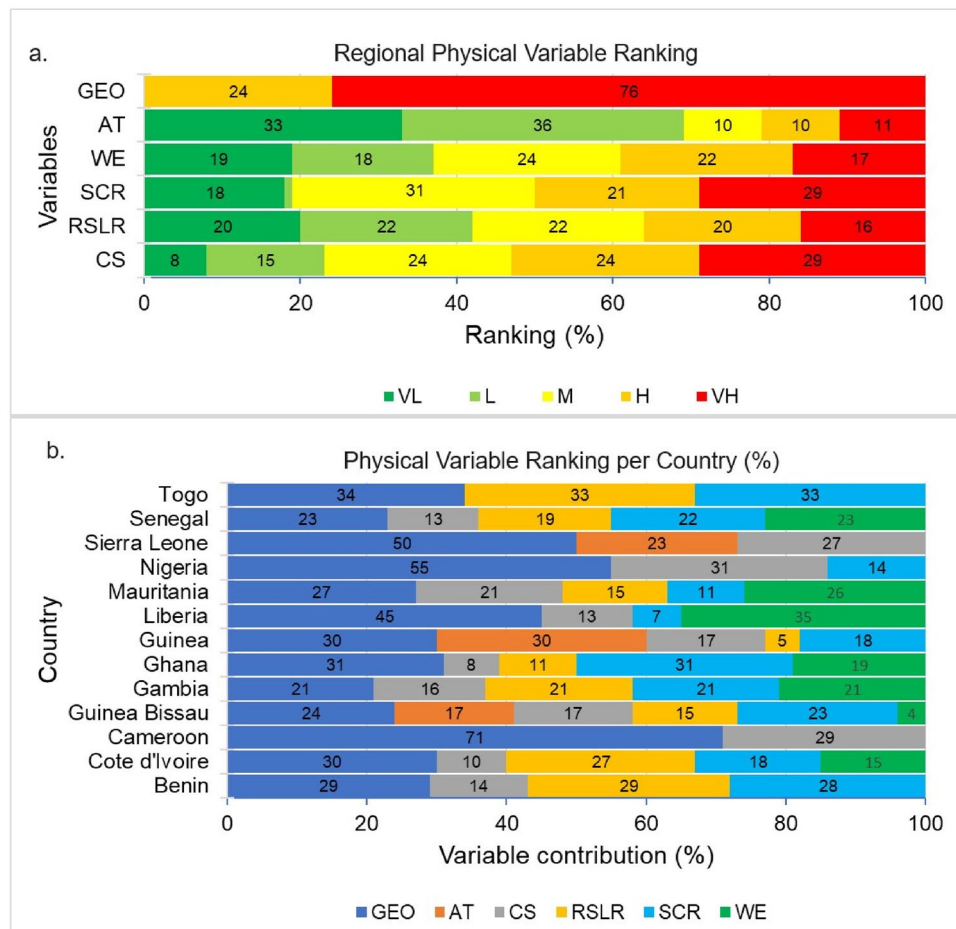 a.
Regional Physical Variable Ranking
Variables
GEO 24 76
AT 33 36 10 10 11
WE 19 18 24 22 17
SCR 18 31 21 29
RSLR 20 22 22 20 16
CS 8 15 24 24 29
0 20 40 60 80 100
Ranking (%)
VL L M H VH
b.
Physical Variable Ranking per Country (%)
Country
Togo 34 33 33
Senegal 23 13 19 22 23
Sierra Leone 50 23 27
Nigeria 55 31 14
Mauritania 27 21 15 11 26
Liberia 45 13 7 35
Guinea 30 30 17 5 18
Ghana 31 8 11 31 19
Gambia 21 16 21 21 21
Guinea Bissau 24 17 17 15 23 4
Cameroon 71 29
Cote d'Ivoire 30 10 27 18 15
Benin 29 14 29 28
0 20 40 60 80 100
Variable contribution (%)
GEO AT CS RSLR SCR WE